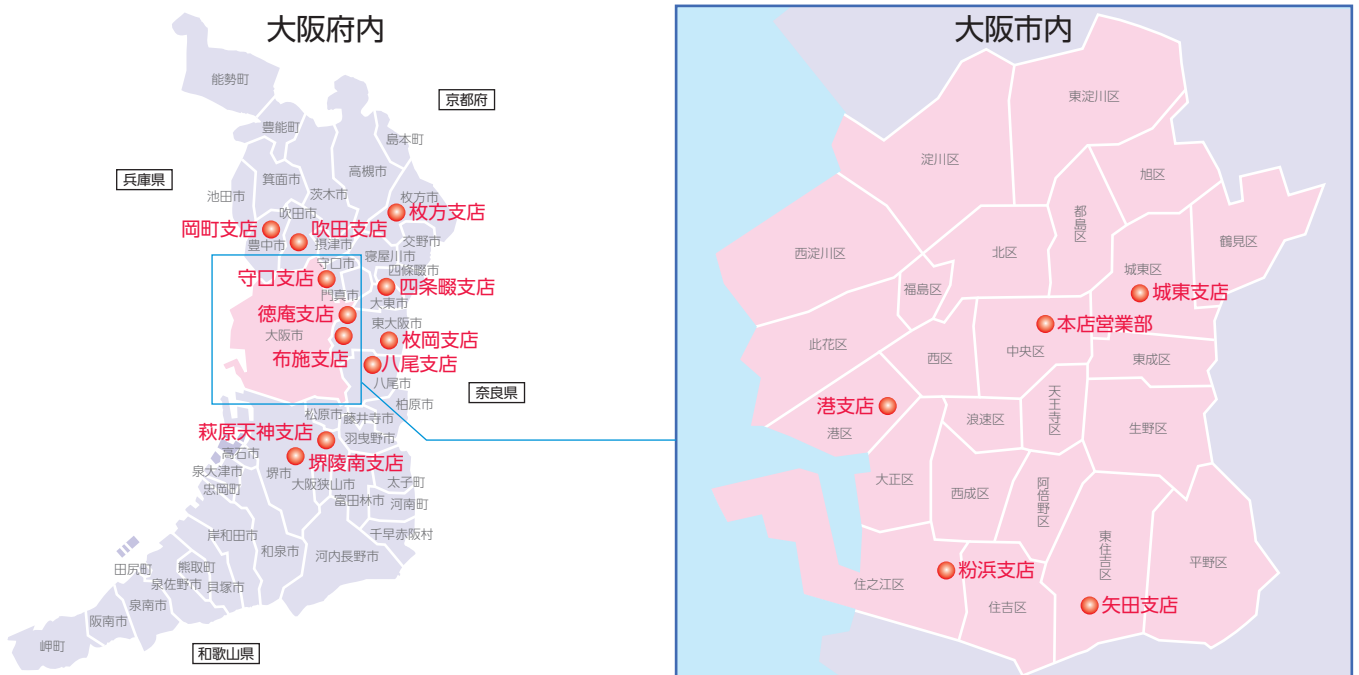 大阪府内
能勢町
京都府
豊能町
島本町
高槻市
兵庫県
箕面市
茨木市
池田市
枚方市
吹田市
枚方支店
岡町支店
吹田支店
豊中市
摂津市
交野市
寝屋川市
守口市
四條畷市
守口支店
門真市
四条畷支店
大東市
徳庵支店
東大阪市
大阪市
枚岡支店
布施支店
八尾支店
八尾市
奈良県
柏原市
松原市
藤井寺市
萩原天神支店
羽曳野市
高石市
堺陵南支店
泉大津市
堺市
大阪狭山市
太子町
忠岡町
富田林市
河南町
岸和田市
千早赤阪村
和泉市
河内長野市
田尻町
熊取町
泉佐野市
貝塚市
泉南市
阪南市
岬町
和歌山県
大阪市内
東淀川区
淀川区
旭区
都島区
西淀川区
北区
鶴見区
城東区
福島区
城東支店
本店営業部
此花区
西区
中央区
東成区
港支店
天王寺区
浪速区
港区
生野区
大正区
西成区
阿倍野区
東住吉区
平野区
粉浜支店
住之江区
住吉区
矢田支店